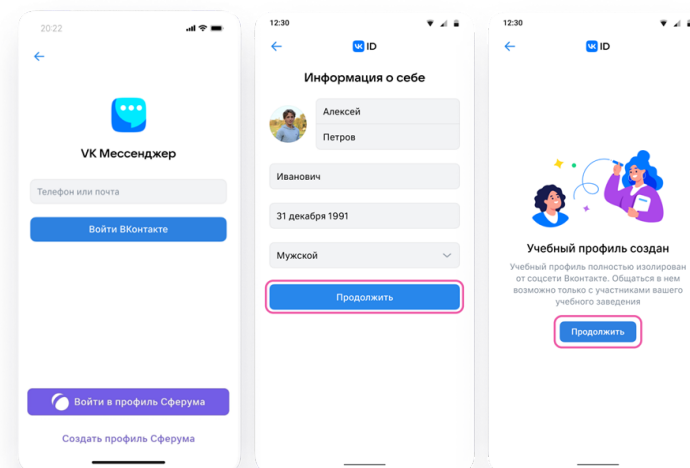 20:22
VK Мессенджер
Телефон или почта
Войти ВКонтакте
Войти в профиль Сферума
Создать профиль Сферума
12:30
VK ID
Информация о себе
Алексей
Петров
Иванович
31 декабря 1991
Мужской
Продолжить
12:30
VK ID
Учебный профиль создан
Учебный профиль полностью изолирован
от соцсети Вконтакте. Общаться в нем
возможно только с участниками вашего
учебного заведения
Продолжить